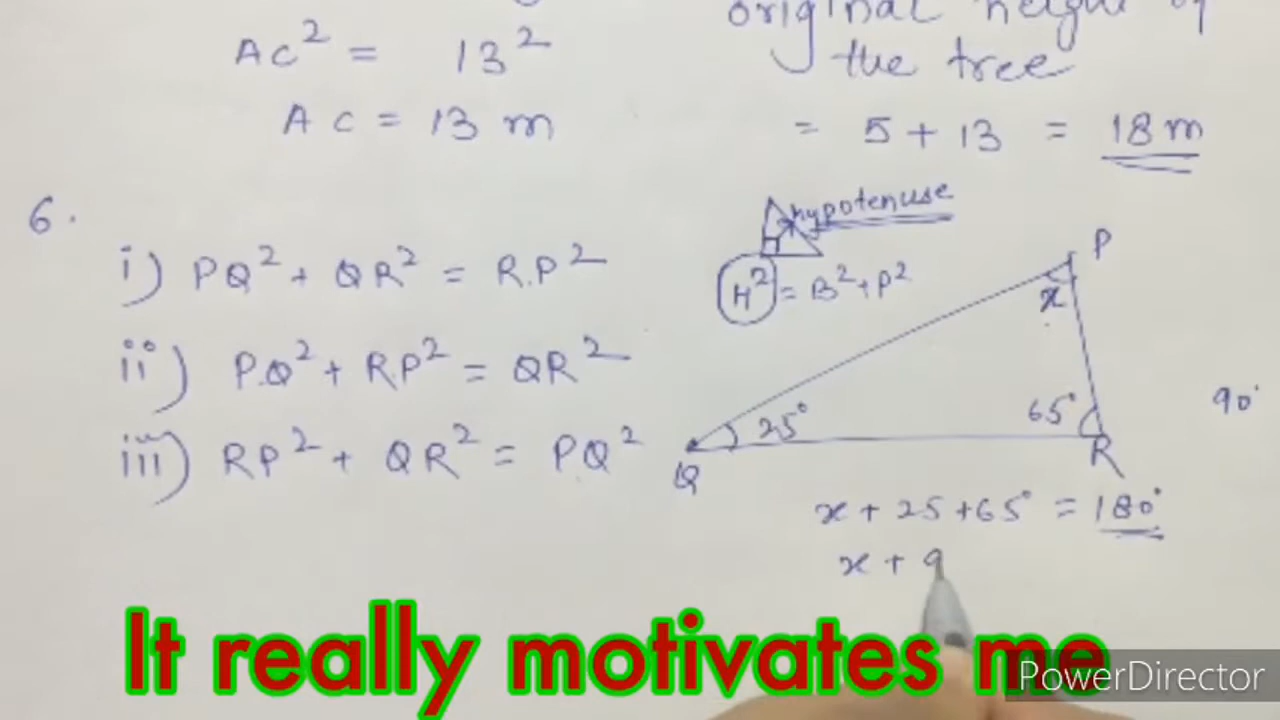 original height of
the tree
AC² = 13²
AC = 13 m
= 5 + 13 = 18 m
6.
i) PQ² + QR² = RP²
ii) PQ² + RP² = QR²
iii) RP² + QR² = PQ²
hypotenuse
H² = B² + P²
P
x
25°
65°
Q
R
90°
x + 25 + 65° = 180°
x + 9
It really motivates me
PowerDirector